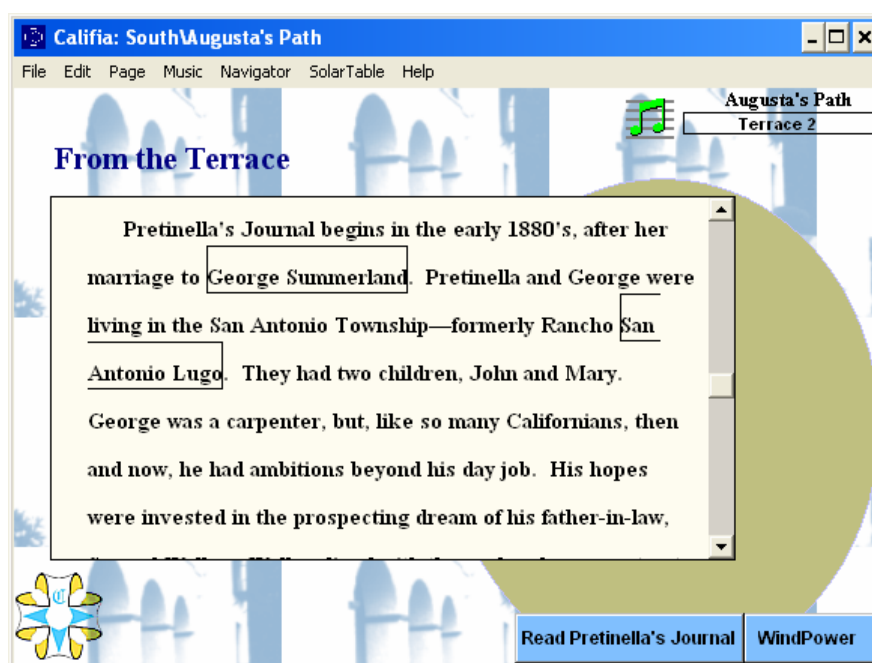 Califia: South\Augusta's Path
File Edit Page Music Navigator SolarTable Help
Augusta's Path
Terrace 2
From the Terrace
Pretinella's Journal begins in the early 1880's, after her
marriage to George Summerland. Pretinella and George were
living in the San Antonio Township—formerly Rancho San
Antonio Lugo. They had two children, John and Mary.
George was a carpenter, but, like so many Californians, then
and now, he had ambitions beyond his day job. His hopes
were invested in the prospecting dream of his father-in-law,
C
Read Pretinella's Journal WindPower